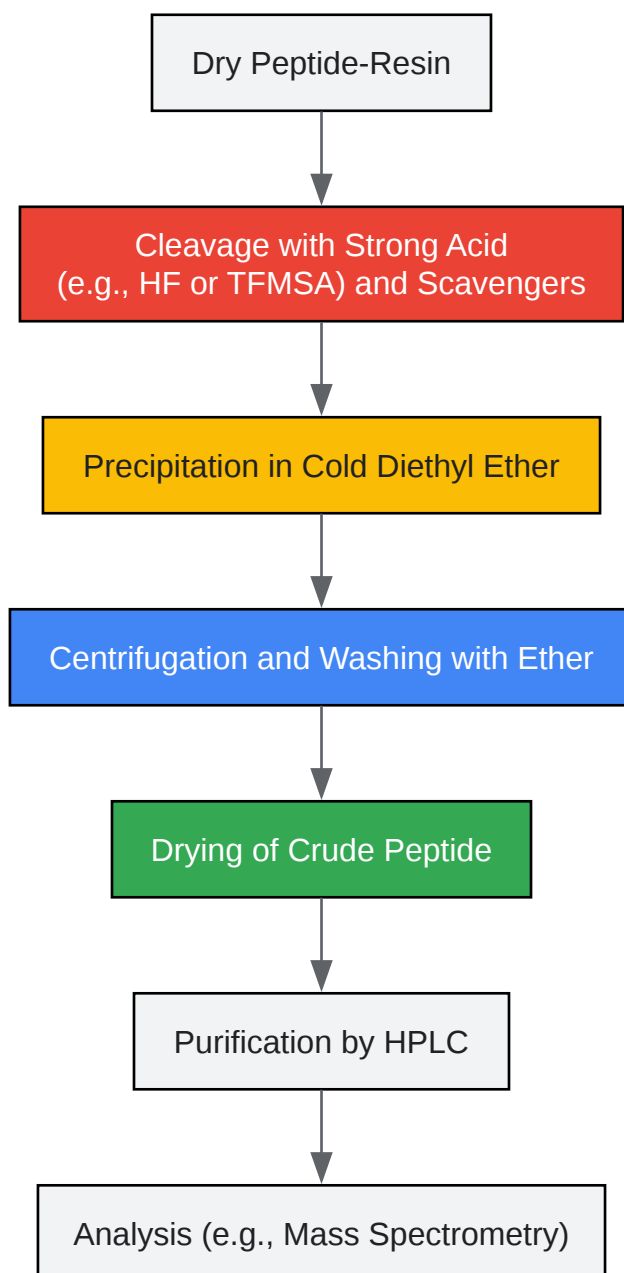 Dry Peptide-Resin
Cleavage with Strong Acid
(e.g., HF or TFMSA) and Scavengers
Precipitation in Cold Diethyl Ether
Centrifugation and Washing with Ether
Drying of Crude Peptide
Purification by HPLC
Analysis (e.g., Mass Spectrometry)